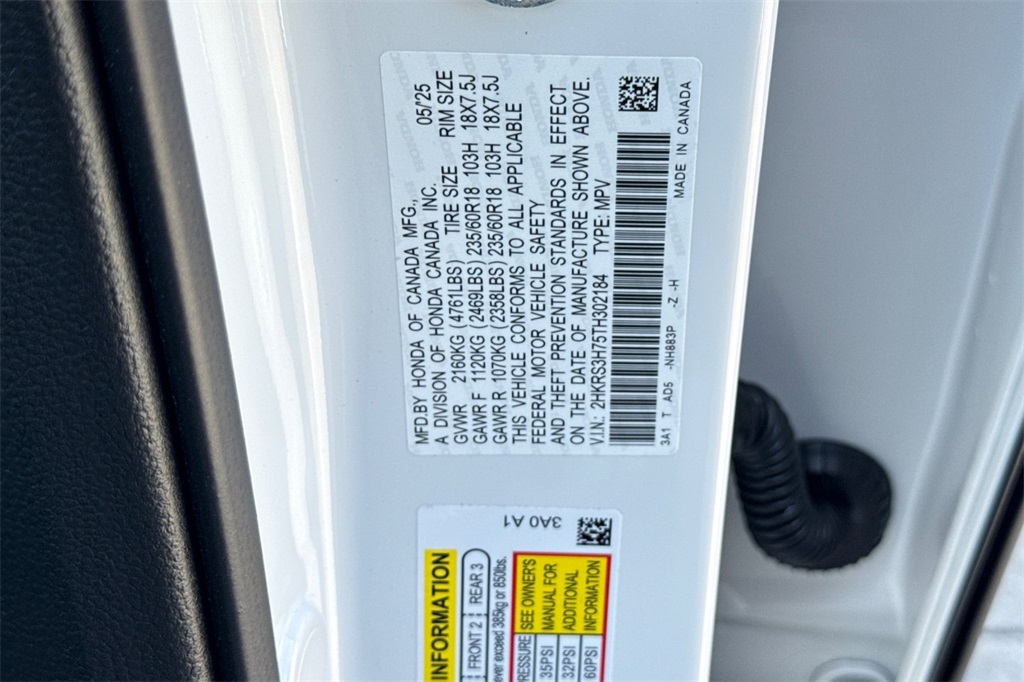 MFD.BY HONDA OF CANADA MFG., 05/25
A DIVISION OF HONDA CANADA INC.
GVWR 2160KG (4761LBS) TIRE SIZE RIM SIZE
GAWR F 1120KG (2469LBS) 235/60R18 103H 18X7.5J
GAWR R 1070KG (2358LBS) 235/60R18 103H 18X7.5J
THIS VEHICLE CONFORMS TO ALL APPLICABLE
FEDERAL MOTOR VEHICLE SAFETY
AND THEFT PREVENTION STANDARDS IN EFFECT
ON THE DATE OF MANUFACTURE SHOWN ABOVE.
V.I.N.: 2HKRS3H75TH302184 TYPE: MPV
3A1 T AD5 -NH883P -Z -H
MADE IN CANADA
3A0 A1
INFORMATION
FRONT 2 REAR 3
exceed 385kg or 850lbs.
PRESSURE SEE OWNER'S
35PSI MANUAL FOR
32PSI ADDITIONAL
60PSI INFORMATION